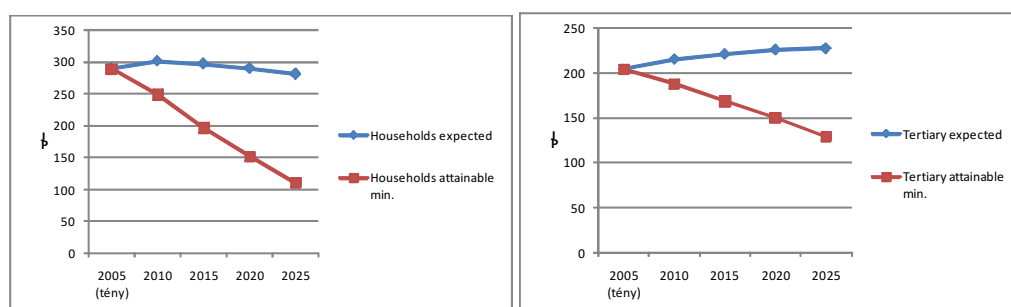 350
300
250
200
150
100
50
0
PJ
2005 2010 2015 2020 2025
(tény)
Households expected
Households attainable
min.
250
200
150
100
50
0
PJ
2005 2010 2015 2020 2025
(tény)
Tertiary expected
Tertiary attainable
min.